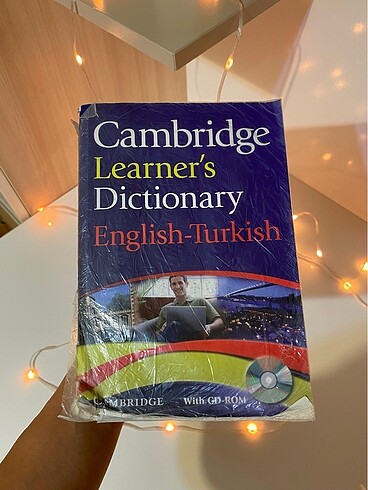 Cambridge
Learner's
Dictionary
English-Turkish
CAMBRIDGE With CD-ROM